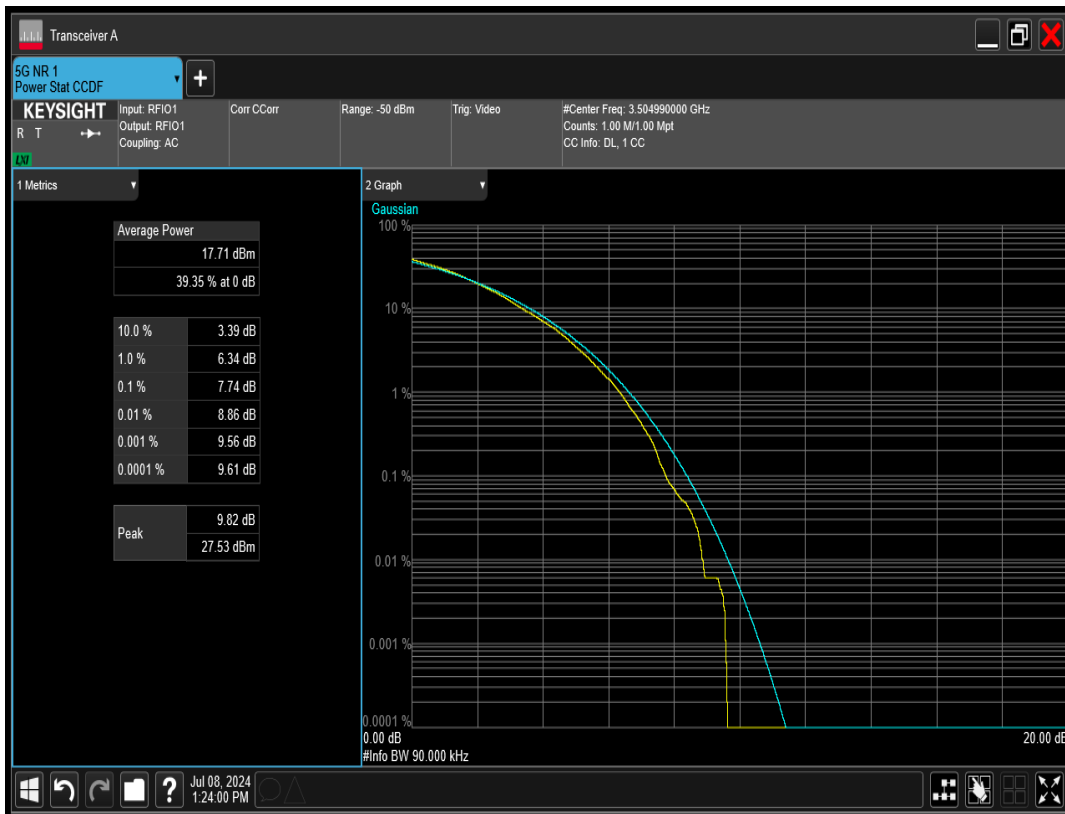 Transceiver A
5G NR 1
Power Stat CCDF
+
KEYSIGHT
R T
LXI
Input: RFIO1
Output: RFIO1
Coupling: AC
Corr CCorr
Range: -50 dBm
Trig: Video
#Center Freq: 3.504990000 GHz
Counts: 1.00 M/1.00 Mpt
CC Info: DL, 1 CC
1 Metrics
Average Power
17.71 dBm
39.35 % at 0 dB
10.0 % 3.39 dB
1.0 % 6.34 dB
0.1 % 7.74 dB
0.01 % 8.86 dB
0.001 % 9.56 dB
0.0001 % 9.61 dB
Peak
9.82 dB
27.53 dBm
2 Graph
Gaussian
100 %
10 %
1 %
0.1 %
0.01 %
0.001 %
0.0001 %
0.00 dB
20.00 dB
#Info BW 90.000 kHz
?
Jul 08, 2024
1:24:00 PM